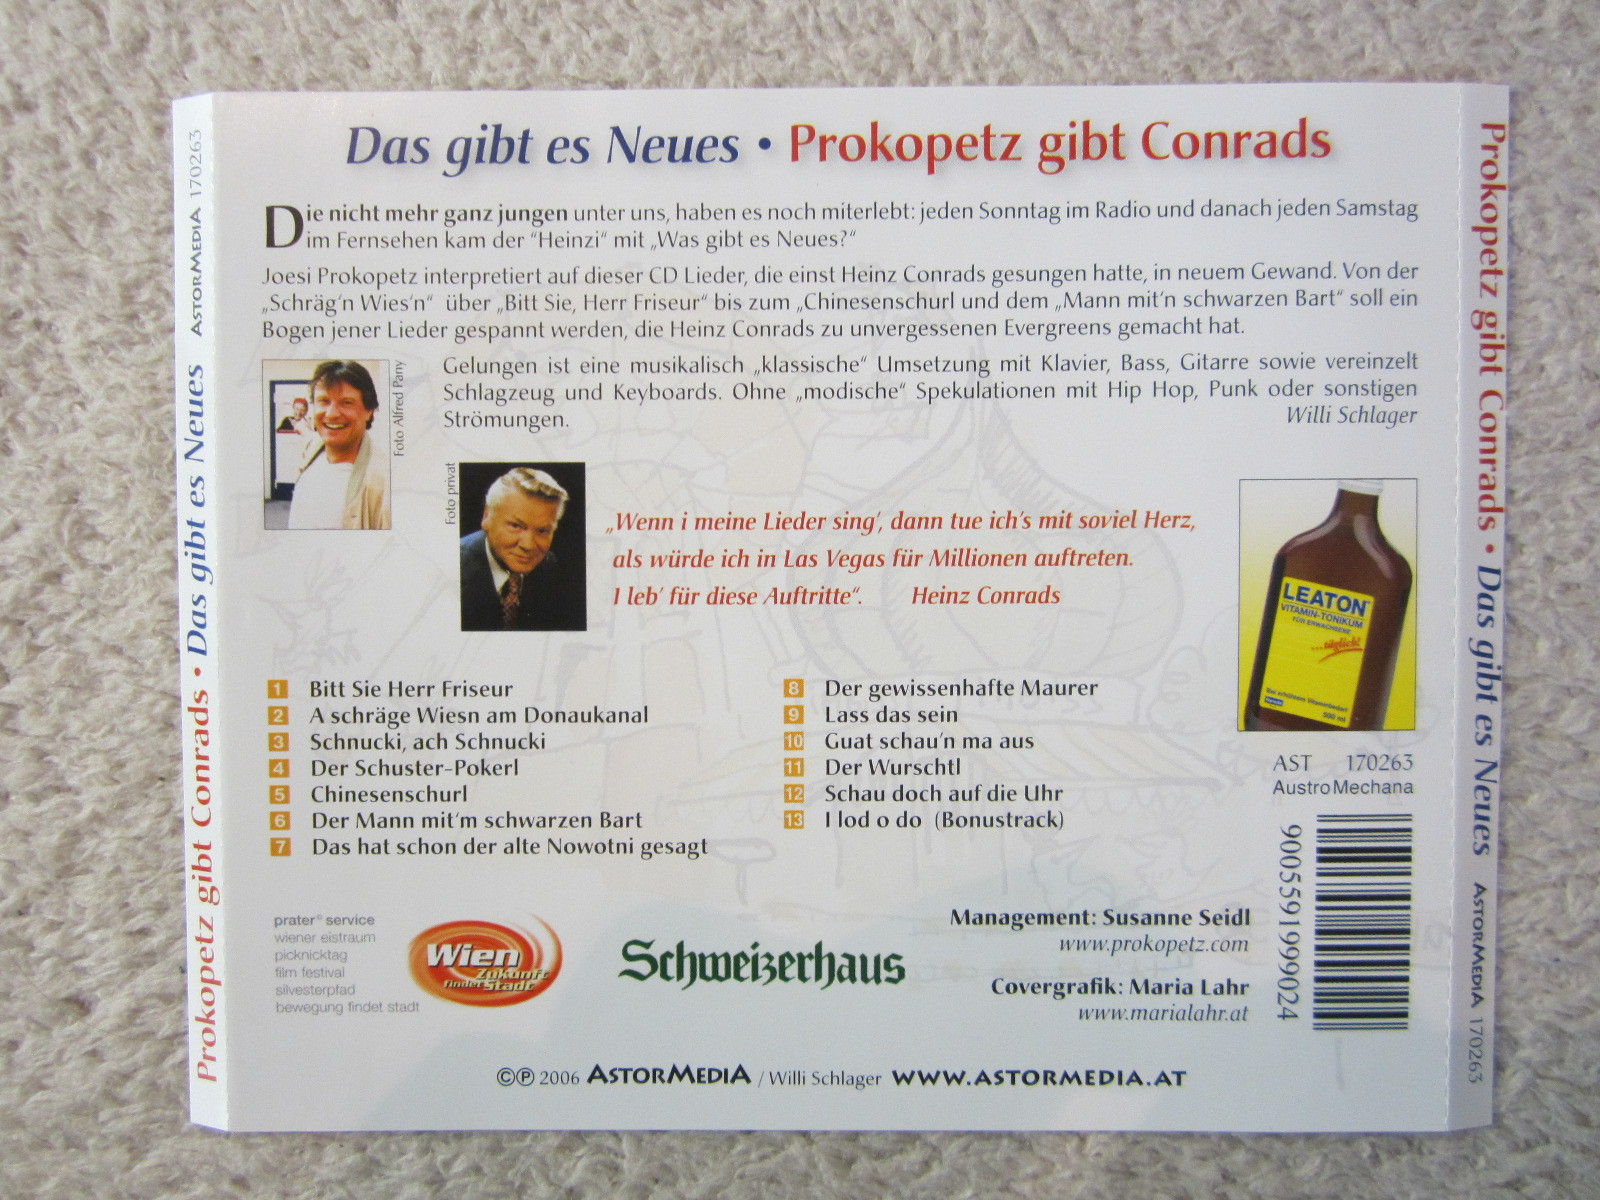 Das gibt es Neues • Prokopetz gibt Conrads
Die nicht mehr ganz jungen unter uns, haben es noch miterlebt: jeden Sonntag im Radio und danach jeden Samstag
im Fernsehen kam der “Heinzi“ mit „Was gibt es Neues?“
Joesi Prokopetz interpretiert auf dieser CD Lieder, die einst Heinz Conrads gesungen hatte, in neuem Gewand. Von der
„Schräg'n Wies'n“ über „Bitt Sie, Herr Friseur“ bis zum „Chinesenschurl und dem „Mann mit'n schwarzen Bart“ soll ein
Bogen jener Lieder gespannt werden, die Heinz Conrads zu unvergessenen Evergreens gemacht hat.
Gelungen ist eine musikalisch „klassische“ Umsetzung mit Klavier, Bass, Gitarre sowie vereinzelt
Schlagzeug und Keyboards. Ohne „modische“ Spekulationen mit Hip Hop, Punk oder sonstigen
Strömungen. Willi Schlager
Foto Alfred Pany
Foto privat
„Wenn i meine Lieder sing', dann tue ich's mit soviel Herz,
als würde ich in Las Vegas für Millionen auftreten.
I leb' für diese Auftritte“. Heinz Conrads
LEATON
VITAMIN-TONIKUM
FÜR ERWACHSENE
...täglich!
Bei erhöhtem Vitaminbedarf
500 ml
1 Bitt Sie Herr Friseur
2 A schräge Wiesn am Donaukanal
3 Schnucki, ach Schnucki
4 Der Schuster-Pokerl
5 Chinesenschurl
6 Der Mann mit'm schwarzen Bart
7 Das hat schon der alte Nowotni gesagt
8 Der gewissenhafte Maurer
9 Lass das sein
10 Guat schau'n ma aus
11 Der Wurschtl
12 Schau doch auf die Uhr
13 I lod o do (Bonustrack)
AST 170263
AustroMechana
9005591999024
prater® service
wiener eistraum
picknicktag
film festival
silvesterpfad
bewegung findet stadt
Wien
Zukunft
findet Stadt
Schweizerhaus
Management: Susanne Seidl
www.prokopetz.com
Covergrafik: Maria Lahr
www.marialahr.at
©℗ 2006 ASTORMEDIA / Willi Schlager WWW.ASTORMEDIA.AT
Prokopetz gibt Conrads • Das gibt es Neues ASTORMEDIA 170263
Prokopetz gibt Conrads • Das gibt es Neues ASTORMEDIA 170263